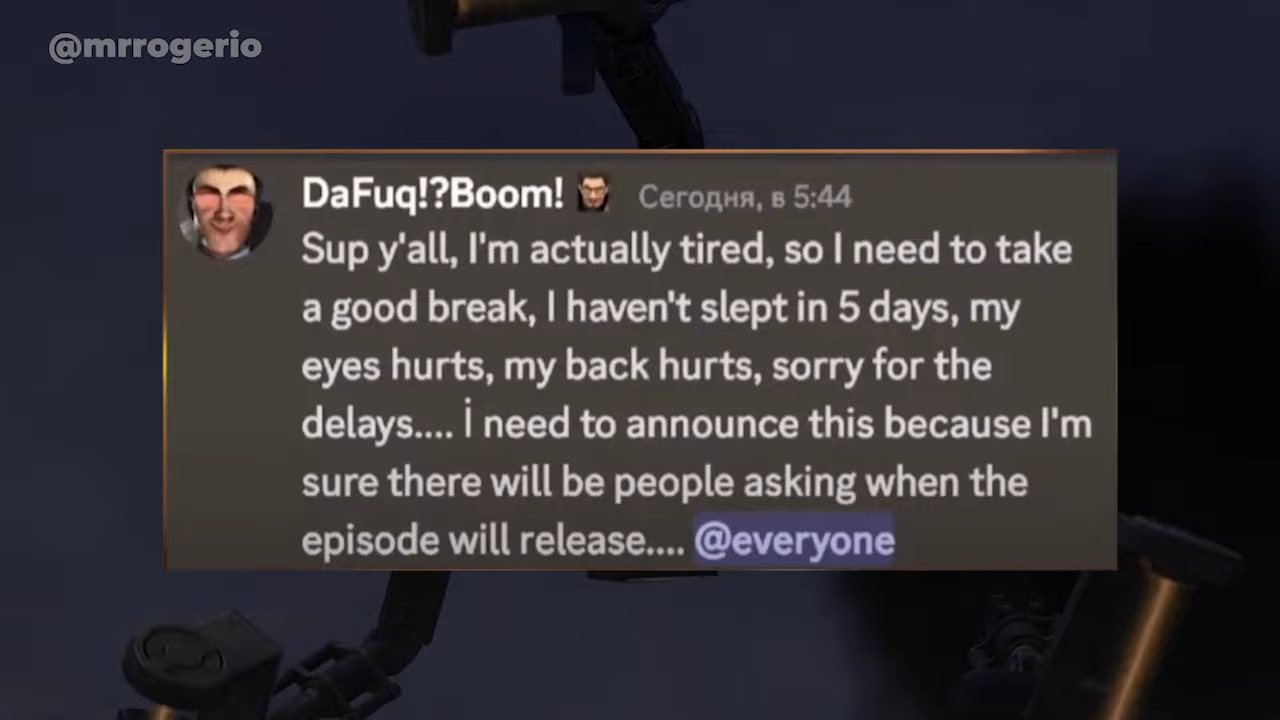 @mrrogerio
DaFuq!?Boom! Сегодня, в 5:44
Sup y'all, I'm actually tired, so I need to take
a good break, I haven't slept in 5 days, my
eyes hurts, my back hurts, sorry for the
delays.... İ need to announce this because I'm
sure there will be people asking when the
episode will release.... @everyone